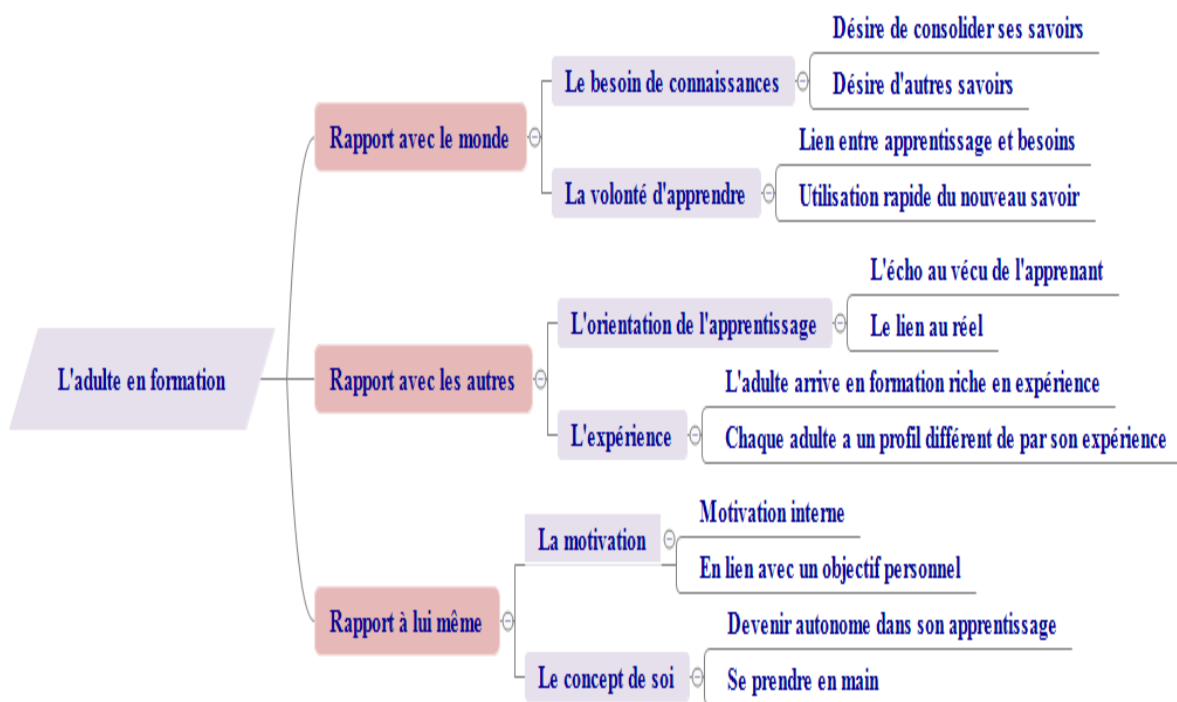 L'adulte en formation
Rapport avec le monde
Le besoin de connaissances
Désire de consolider ses savoirs
Désire d'autres savoirs
La volonté d'apprendre
Lien entre apprentissage et besoins
Utilisation rapide du nouveau savoir
Rapport avec les autres
L'orientation de l'apprentissage
L'écho au vécu de l'apprenant
Le lien au réel
L'expérience
L'adulte arrive en formation riche en expérience
Chaque adulte a un profil différent de par son expérience
Rapport à lui même
La motivation
Motivation interne
En lien avec un objectif personnel
Le concept de soi
Devenir autonome dans son apprentissage
Se prendre en main